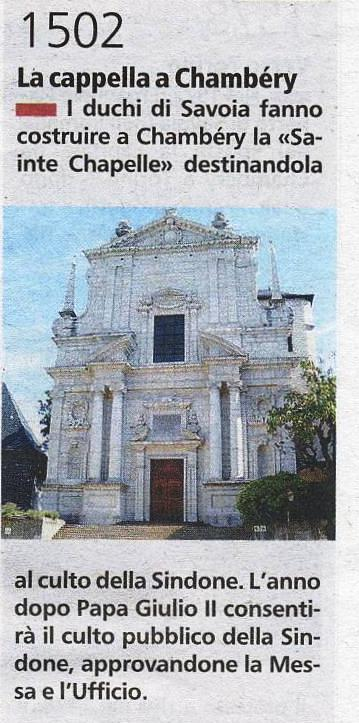 1502
La cappella a Chambéry
I duchi di Savoia fanno
costruire a Chambéry la «Sa-
inte Chapelle» destinandola
al culto della Sindone. L'anno
dopo Papa Giulio II consenti-
rà il culto pubblico della Sin-
done, approvandone la Mes-
sa e l'Ufficio.